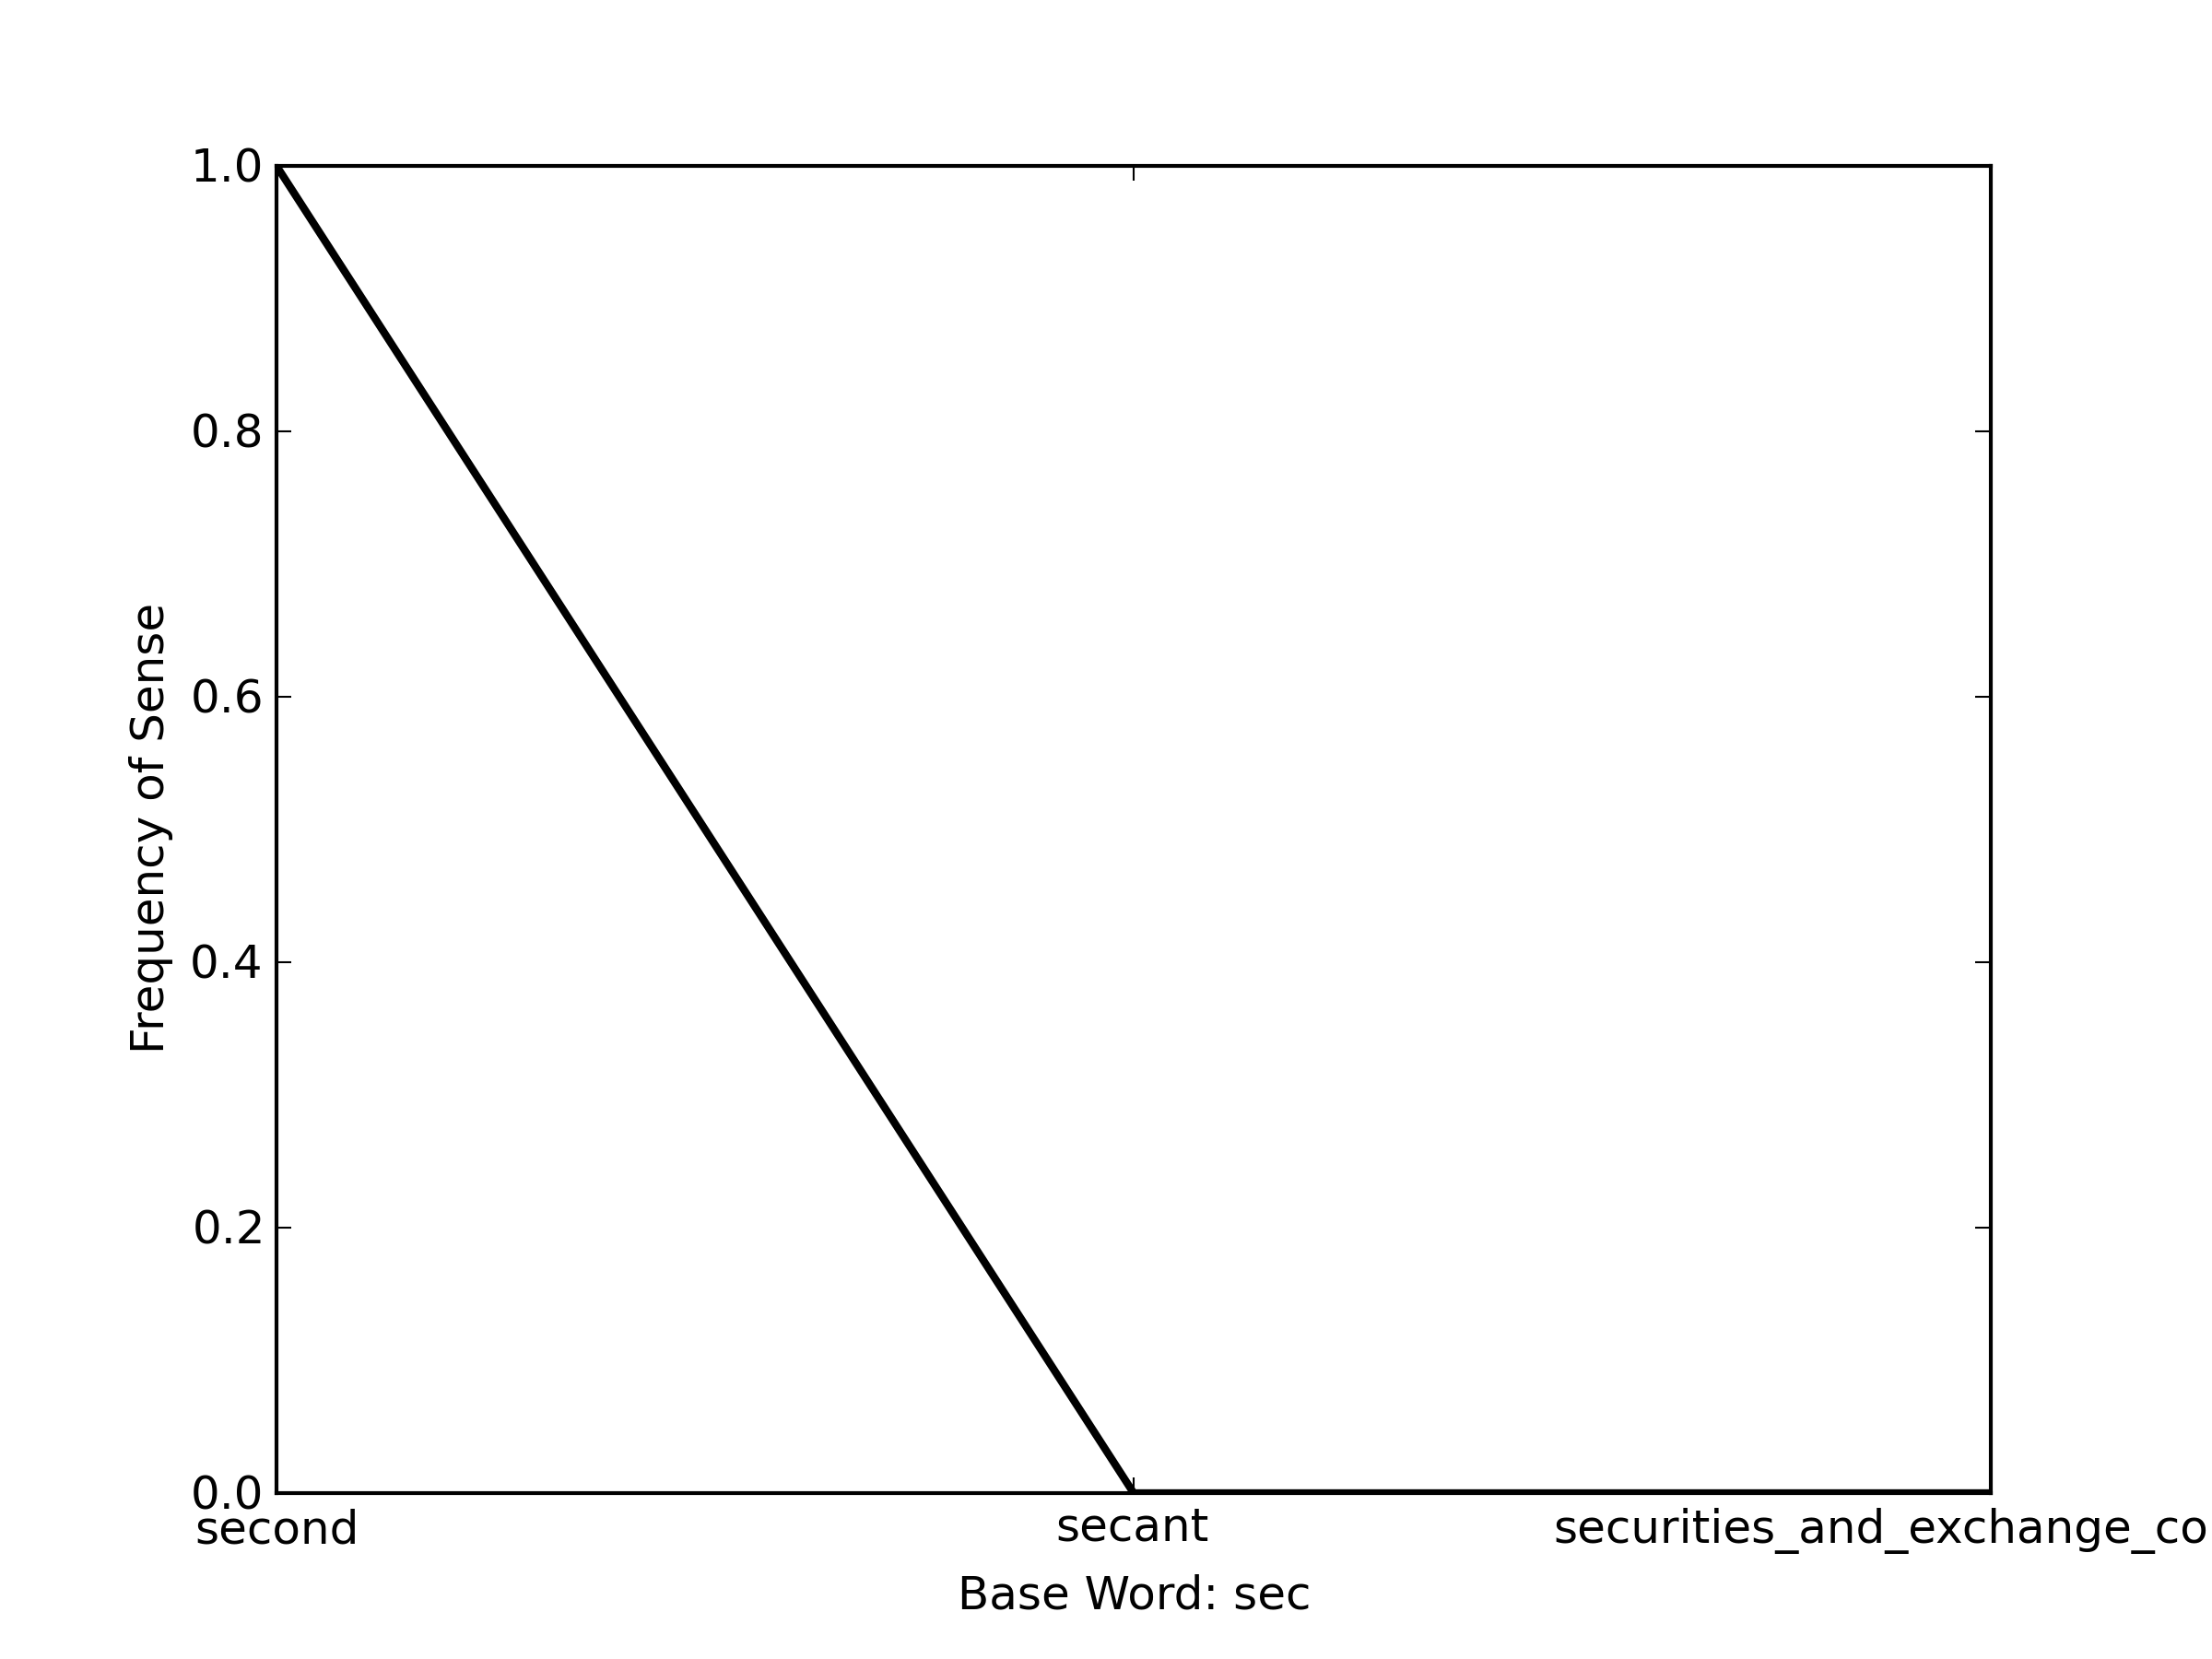 1.0
0.8
0.6
0.4
0.2
0.0
Frequency of Sense
second
secant
securities_and_exchange_co
Base Word: sec